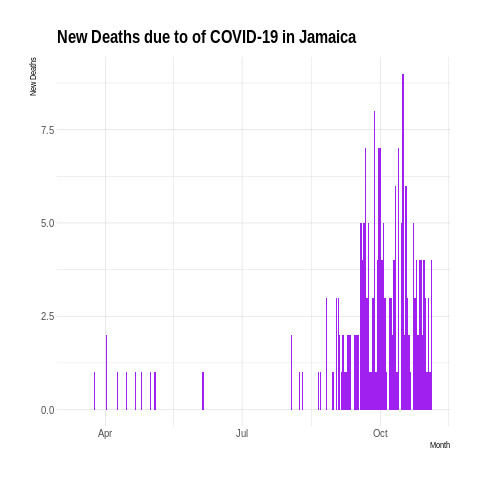 New Deaths due to of COVID-19 in Jamaica
New Deaths
7.5
5.0
2.5
0.0
Apr Jul Oct
Month